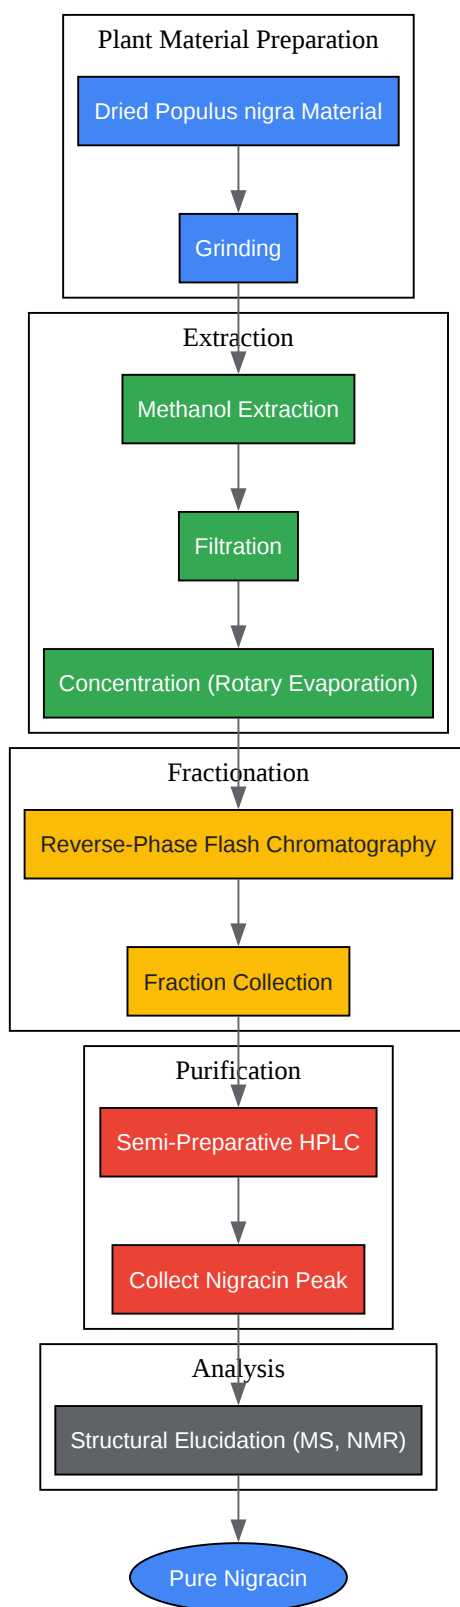 Plant Material Preparation
Dried Populus nigra Material
Grinding
Extraction
Methanol Extraction
Filtration
Concentration (Rotary Evaporation)
Fractionation
Reverse-Phase Flash Chromatography
Fraction Collection
Purification
Semi-Preparative HPLC
Collect Nigracin Peak
Analysis
Structural Elucidation (MS, NMR)
Pure Nigracin